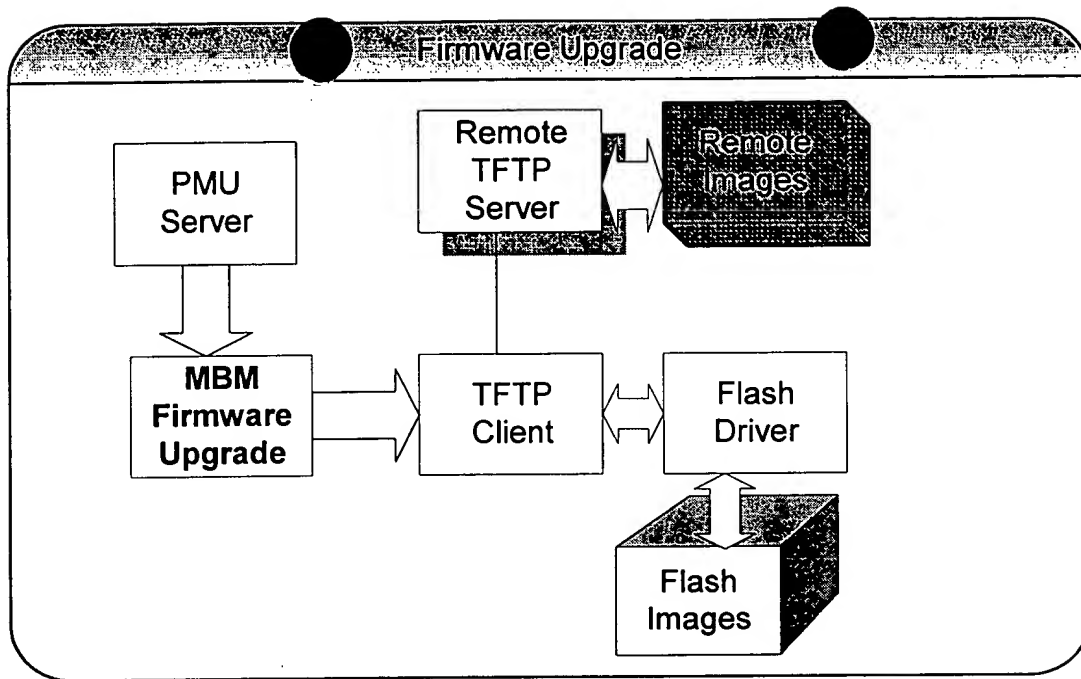 Firmware Upgrade
PMU
Server
Remote
TFTP
Server
Remote
Images
MBM
Firmware
Upgrade
TFTP
Client
Flash
Driver
Flash
Images